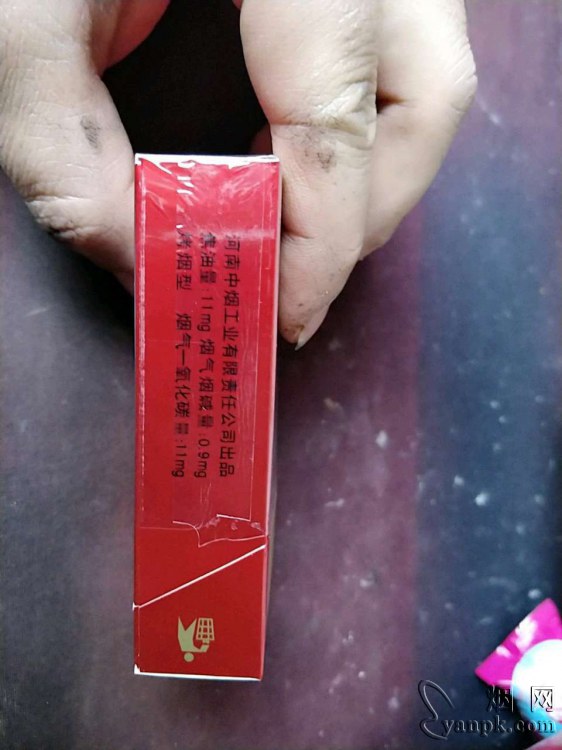 河南中烟工业有限责任公司出品
焦油量:11mg 烟气烟碱量:0.9mg
烤烟型 烟气一氧化碳量:11mg
烟网
yanpk.com